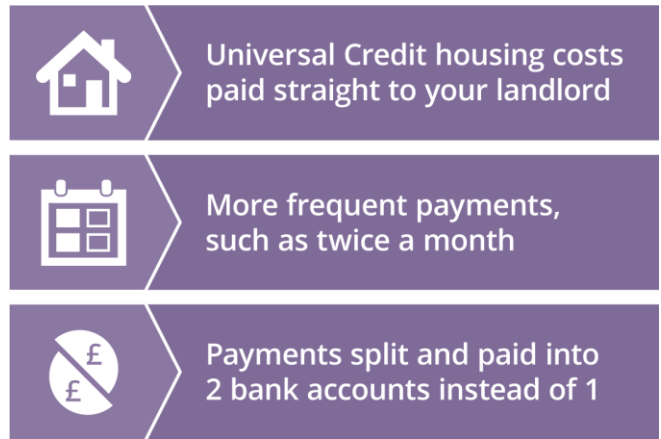 Universal Credit housing costs
paid straight to your landlord
More frequent payments,
such as twice a month
£
£
Payments split and paid into
2 bank accounts instead of 1